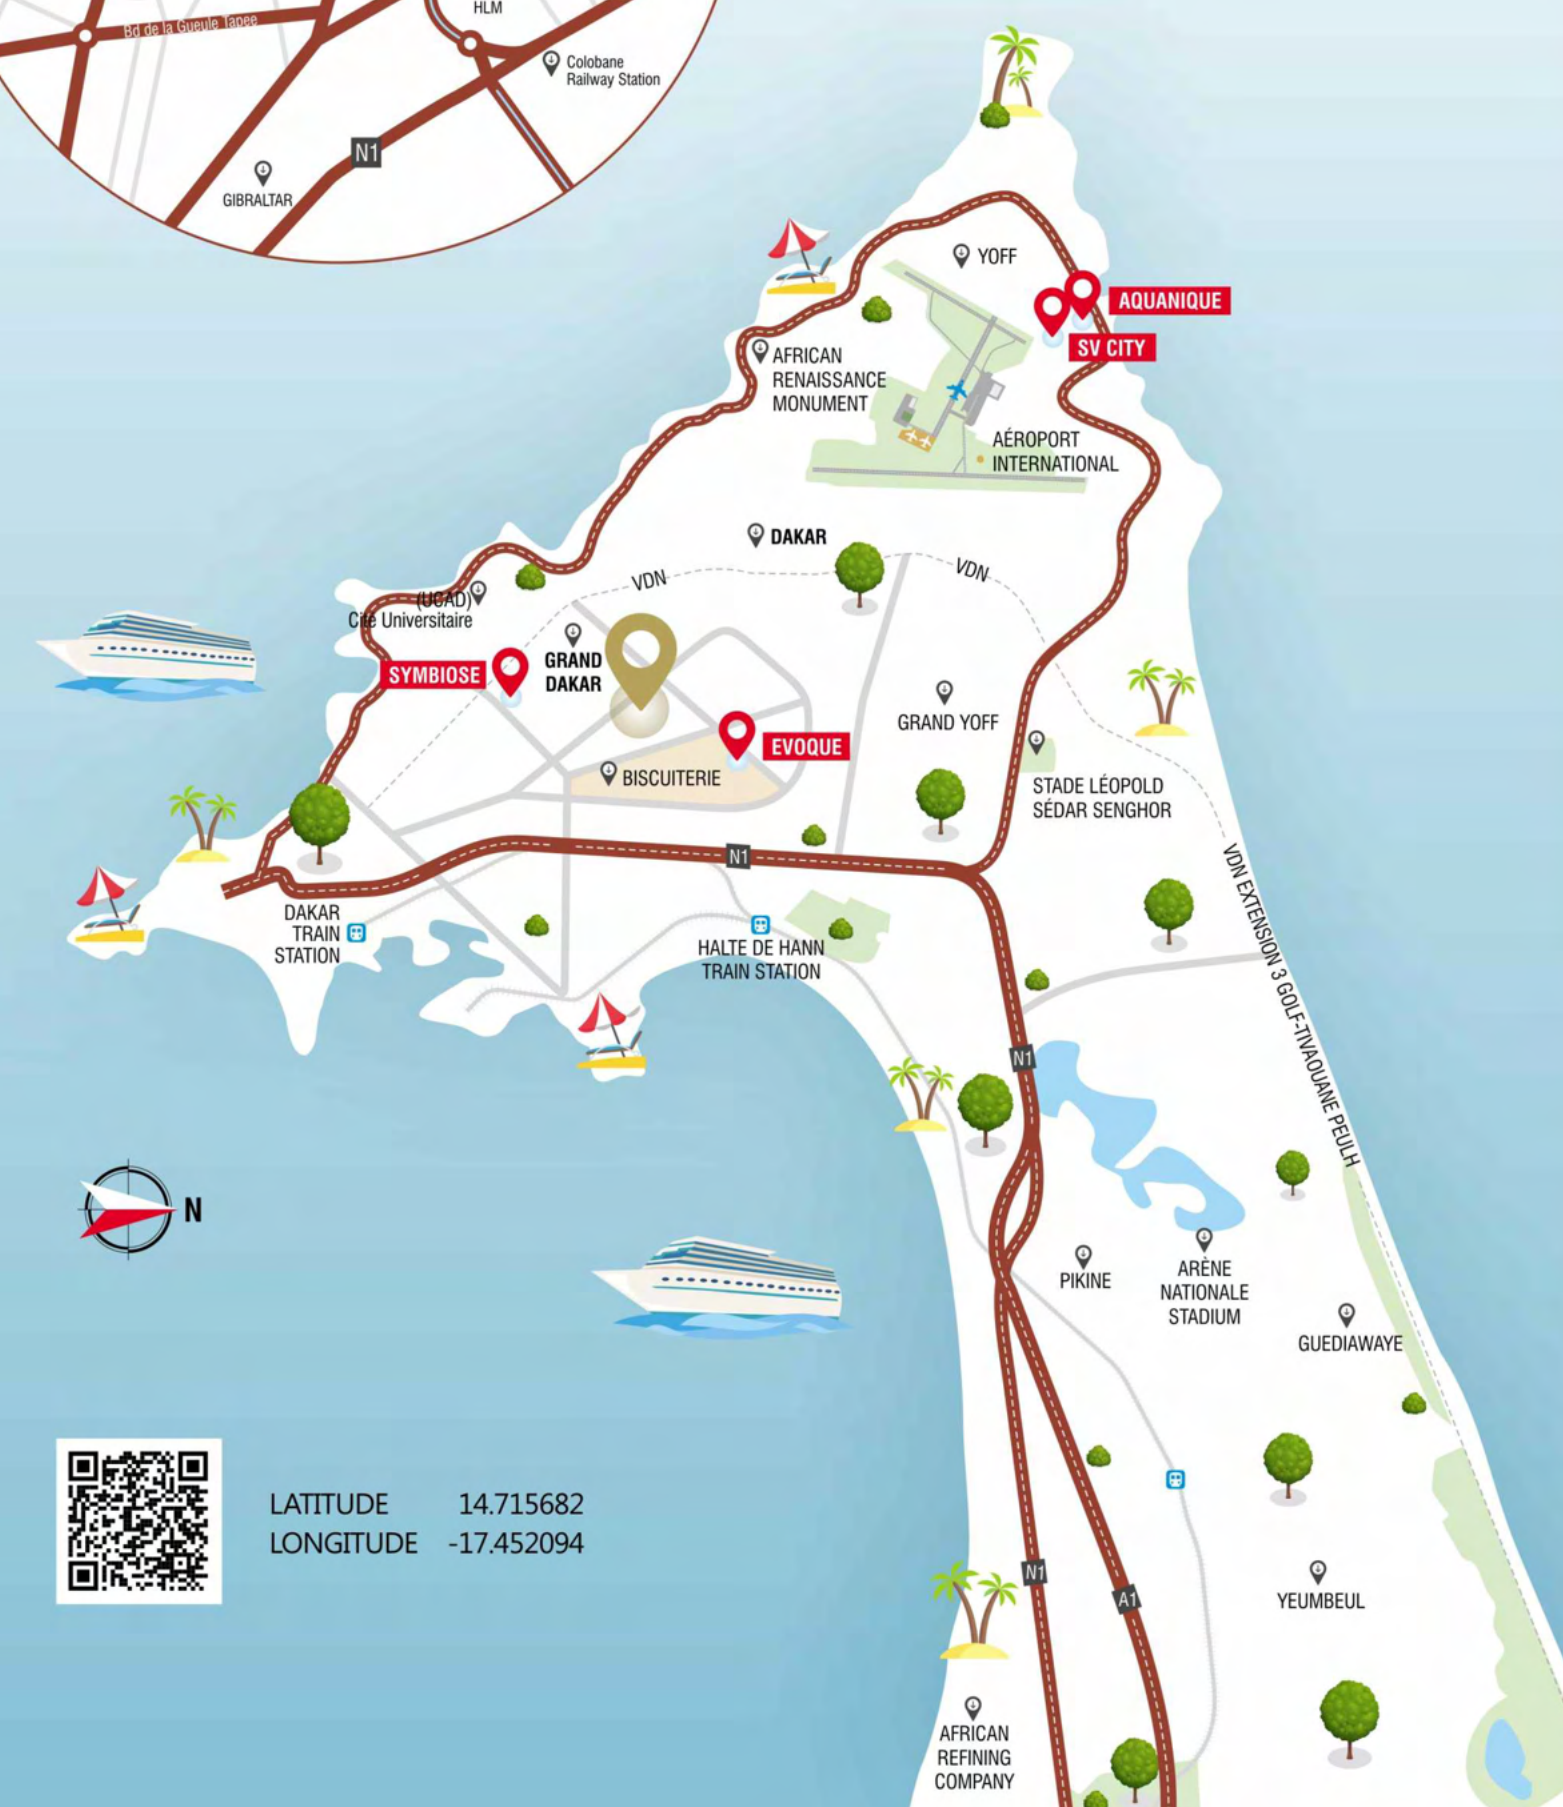 HLM
Bd de la Gueule Tapee
Colobane
Railway Station
N1
GIBRALTAR
YOFF
AQUANIQUE
SV CITY
AFRICAN
RENAISSANCE
MONUMENT
AÉROPORT
INTERNATIONAL
DAKAR
VDN
VDN
(UCAD)
Cité Universitaire
GRAND
DAKAR
SYMBIOSE
EVOQUE
BISCUITERIE
GRAND YOFF
STADE LÉOPOLD
SÉDAR SENGHOR
N1
VDN EXTENSION 3 GOLF-TIVAOUANE PEULH
DAKAR
TRAIN
STATION
HALTE DE HANN
TRAIN STATION
N1
N
PIKINE
ARÈNE
NATIONALE
STADIUM
GUEDIAWAYE
LATITUDE 14.715682
LONGITUDE -17.452094
N1
A1
YEUMBEUL
AFRICAN
REFINING
COMPANY